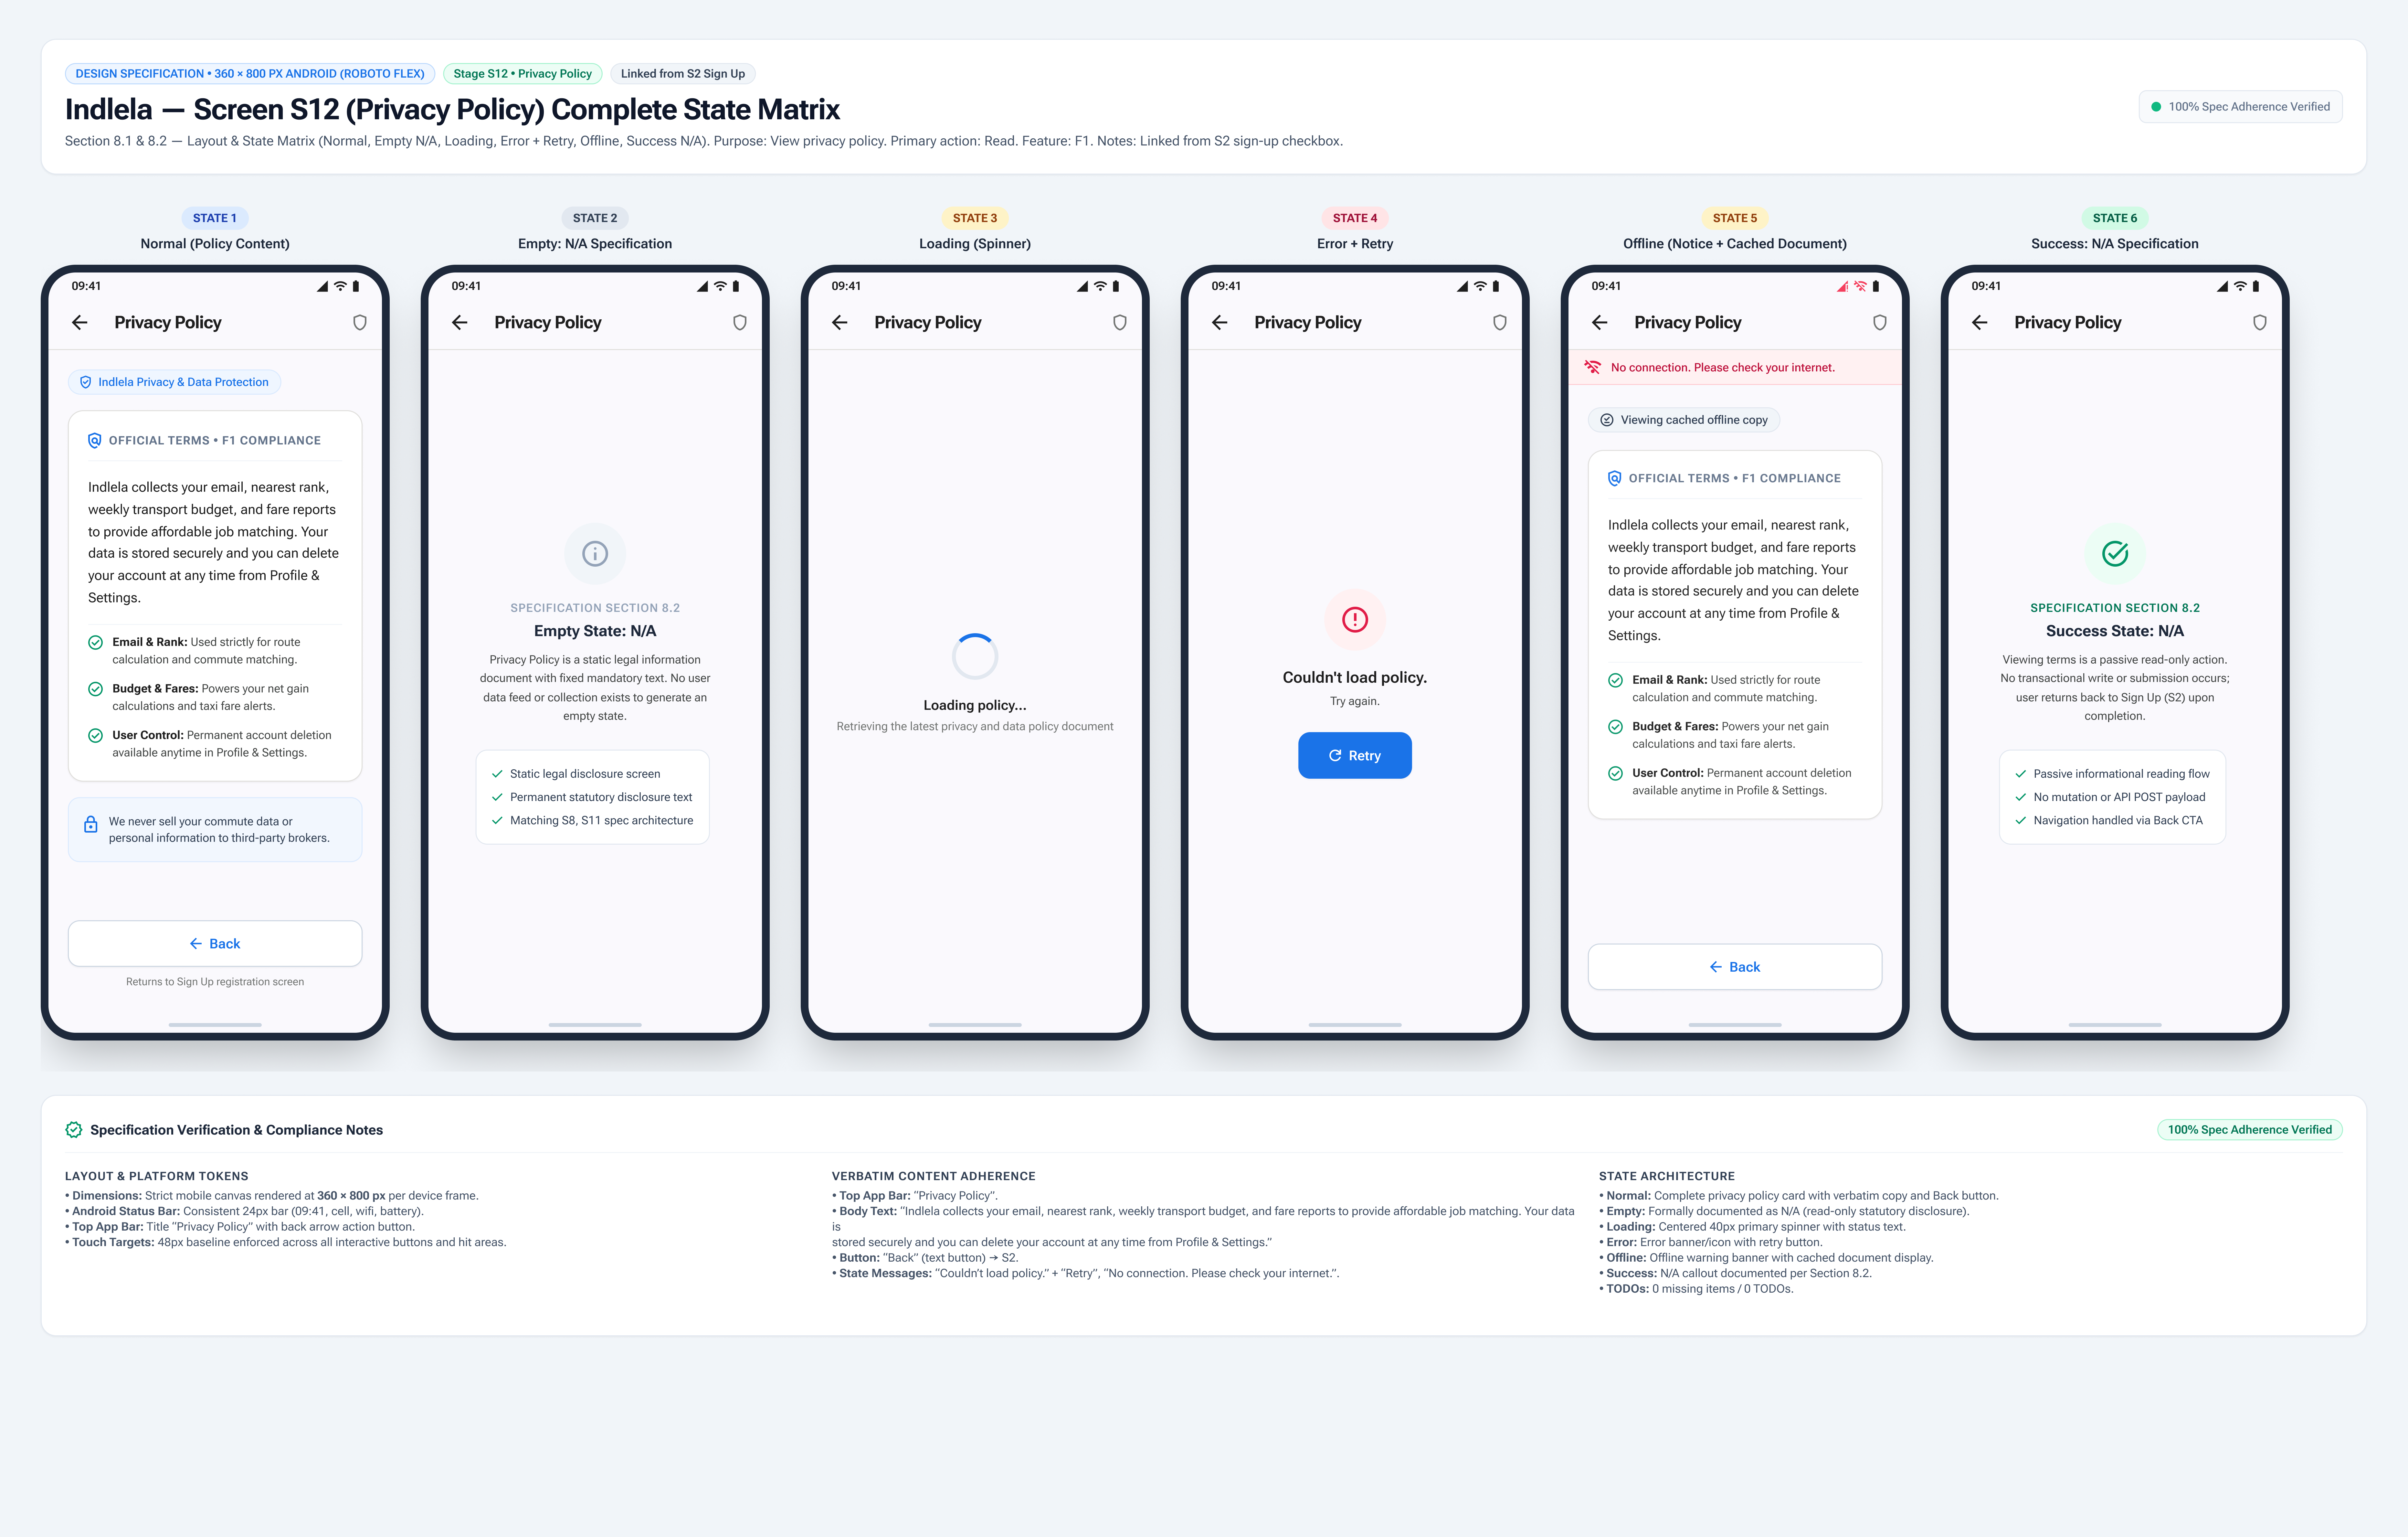 DESIGN SPECIFICATION • 360 × 800 PX ANDROID (ROBOTO FLEX)
Stage S12 • Privacy Policy
Linked from S2 Sign Up
Indlela — Screen S12 (Privacy Policy) Complete State Matrix
Section 8.1 & 8.2 — Layout & State Matrix (Normal, Empty N/A, Loading, Error + Retry, Offline, Success N/A). Purpose: View privacy policy. Primary action: Read. Feature: F1. Notes: Linked from S2 sign-up checkbox.
100% Spec Adherence Verified
STATE 1
Normal (Policy Content)
09:41
Privacy Policy
Indlela Privacy & Data Protection
OFFICIAL TERMS • F1 COMPLIANCE
Indlela collects your email, nearest rank,
weekly transport budget, and fare reports
to provide affordable job matching. Your
data is stored securely and you can delete
your account at any time from Profile &
Settings.
Email & Rank: Used strictly for route
calculation and commute matching.
Budget & Fares: Powers your net gain
calculations and taxi fare alerts.
User Control: Permanent account deletion
available anytime in Profile & Settings.
We never sell your commute data or
personal information to third-party brokers.
Back
Returns to Sign Up registration screen
STATE 2
Empty: N/A Specification
09:41
Privacy Policy
SPECIFICATION SECTION 8.2
Empty State: N/A
Privacy Policy is a static legal information
document with fixed mandatory text. No user
data feed or collection exists to generate an
empty state.
Static legal disclosure screen
Permanent statutory disclosure text
Matching S8, S11 spec architecture
STATE 3
Loading (Spinner)
09:41
Privacy Policy
Loading policy...
Retrieving the latest privacy and data policy document
STATE 4
Error + Retry
09:41
Privacy Policy
Couldn't load policy.
Try again.
Retry
STATE 5
Offline (Notice + Cached Document)
09:41
Privacy Policy
No connection. Please check your internet.
Viewing cached offline copy
OFFICIAL TERMS • F1 COMPLIANCE
Indlela collects your email, nearest rank,
weekly transport budget, and fare reports
to provide affordable job matching. Your
data is stored securely and you can delete
your account at any time from Profile &
Settings.
Email & Rank: Used strictly for route
calculation and commute matching.
Budget & Fares: Powers your net gain
calculations and taxi fare alerts.
User Control: Permanent account deletion
available anytime in Profile & Settings.
Back
STATE 6
Success: N/A Specification
09:41
Privacy Policy
SPECIFICATION SECTION 8.2
Success State: N/A
Viewing terms is a passive read-only action.
No transactional write or submission occurs;
user returns back to Sign Up (S2) upon
completion.
Passive informational reading flow
No mutation or API POST payload
Navigation handled via Back CTA
Specification Verification & Compliance Notes
100% Spec Adherence Verified
LAYOUT & PLATFORM TOKENS
• Dimensions: Strict mobile canvas rendered at 360 × 800 px per device frame.
• Android Status Bar: Consistent 24px bar (09:41, cell, wifi, battery).
• Top App Bar: Title "Privacy Policy" with back arrow action button.
• Touch Targets: 48px baseline enforced across all interactive buttons and hit areas.
VERBATIM CONTENT ADHERENCE
• Top App Bar: "Privacy Policy".
• Body Text: "Indlela collects your email, nearest rank, weekly transport budget, and fare reports to provide affordable job matching. Your data
is
stored securely and you can delete your account at any time from Profile & Settings."
• Button: "Back" (text button) → S2.
• State Messages: "Couldn't load policy." + "Retry", "No connection. Please check your internet.".
STATE ARCHITECTURE
• Normal: Complete privacy policy card with verbatim copy and Back button.
• Empty: Formally documented as N/A (read-only statutory disclosure).
• Loading: Centered 40px primary spinner with status text.
• Error: Error banner/icon with retry button.
• Offline: Offline warning banner with cached document display.
• Success: N/A callout documented per Section 8.2.
• TODOs: 0 missing items / 0 TODOs.